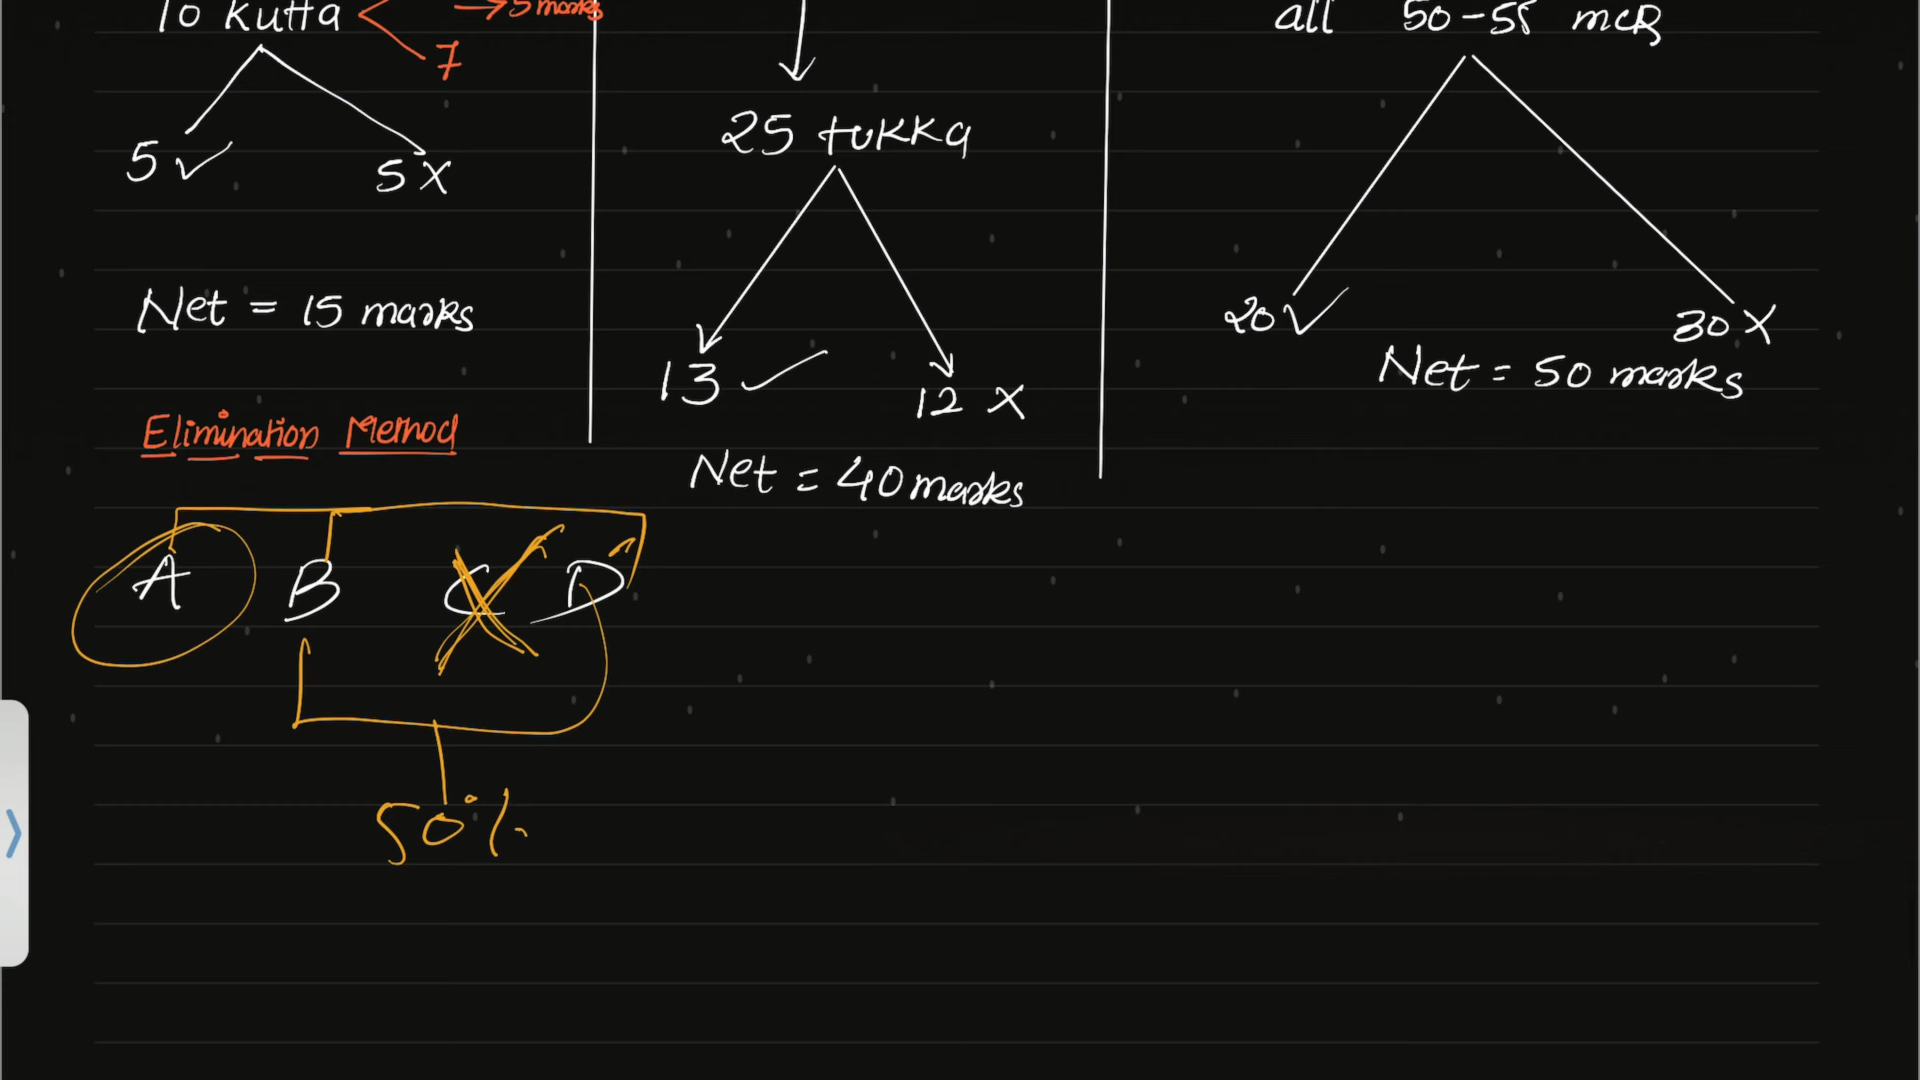 10 Kutta
→ 5 marks
7
5 ✓ 5 X
Net = 15 marks
25 tukka
13 ✓ 12 X
Net = 40 marks
all 50-55 mcq
20 ✓ 30 X
Net = 50 marks
Elimination Method
A B C D
50%